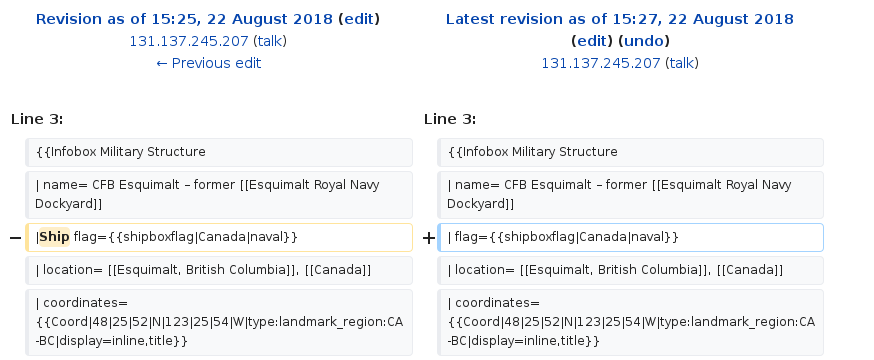 Revision as of 15:25, 22 August 2018 (edit)
131.137.245.207 (talk)
← Previous edit
Latest revision as of 15:27, 22 August 2018
(edit) (undo)
131.137.245.207 (talk)
Line 3:
Line 3:
{{Infobox Military Structure
{{Infobox Military Structure
| name= CFB Esquimalt – former [[Esquimalt Royal Navy
Dockyard]]
| name= CFB Esquimalt – former [[Esquimalt Royal Navy
Dockyard]]
− |Ship flag={{shipboxflag|Canada|naval}}
+ | flag={{shipboxflag|Canada|naval}}
| location= [[Esquimalt, British Columbia]], [[Canada]]
| location= [[Esquimalt, British Columbia]], [[Canada]]
| coordinates=
{{Coord|48|25|52|N|123|25|54|W|type:landmark_region:CA
-BC|display=inline,title}}
| coordinates=
{{Coord|48|25|52|N|123|25|54|W|type:landmark_region:CA
-BC|display=inline,title}}